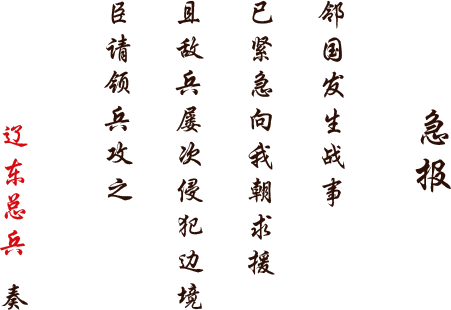 急报
邻国发生战事
已紧急向我朝求援
且敌兵屡次侵犯边境
臣请领兵攻之
辽东总兵 奏